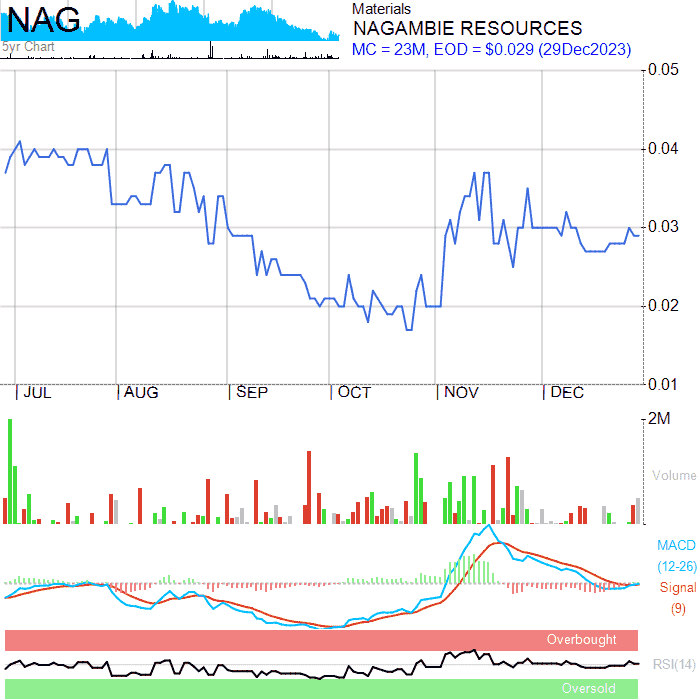 NAG
5yr Chart
Materials
NAGAMBIE RESOURCES
MC = 23M, EOD = $0.029 (29Dec2023)
0.05
0.04
0.03
0.02
0.01
JUL AUG SEP OCT NOV DEC
2M
Volume
MACD
(12-26)
Signal
(9)
Overbought
RSI(14)
Oversold